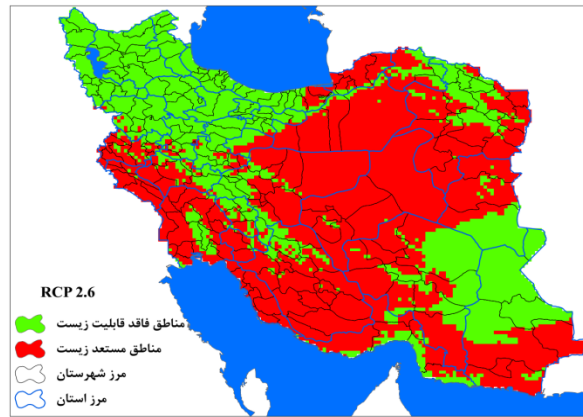 RCP 2.6
مناطق فاقد قابلیت زیست
مناطق مستعد زیست
مرز شهرستان
مرز استان